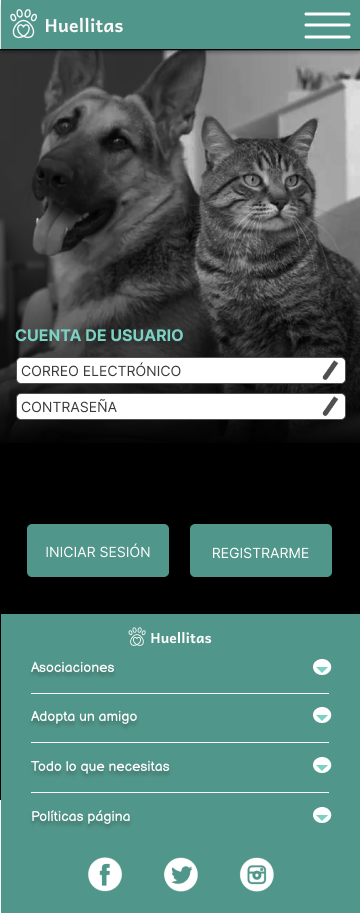 Huellitas
CUENTA DE USUARIO
CORREO ELECTRÓNICO
CONTRASEÑA
INICIAR SESIÓN
REGISTRARME
Huellitas
Asociaciones
Adopta un amigo
Todo lo que necesitas
Políticas página